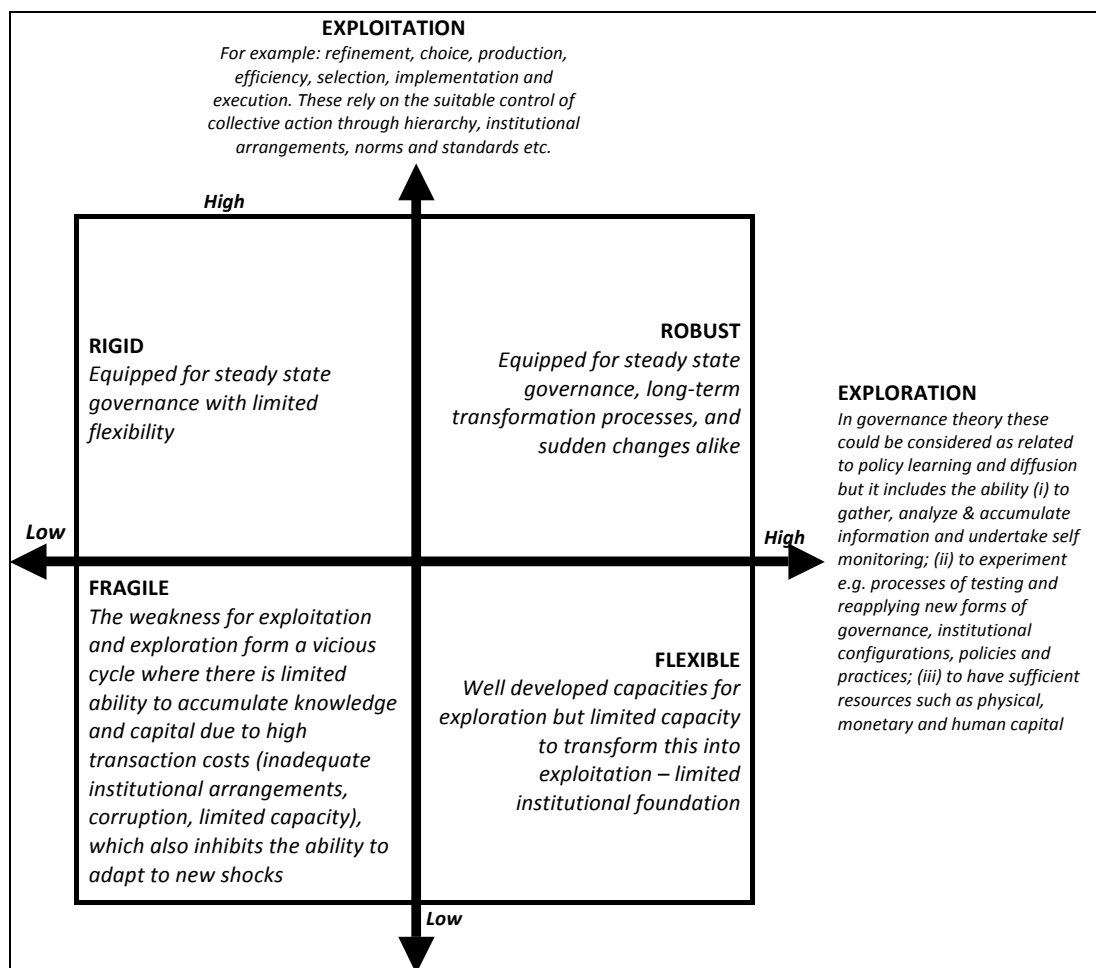 EXPLOITATION
For example: refinement, choice, production,
efficiency, selection, implementation and
execution. These rely on the suitable control of
collective action through hierarchy, institutional
arrangements, norms and standards etc.
High
RIGID
Equipped for steady state
governance with limited
flexibility
ROBUST
Equipped for steady state
governance, long-term
transformation processes, and
sudden changes alike
EXPLORATION
In governance theory these
could be considered as related
to policy learning and diffusion
but it includes the ability (i) to
gather, analyze & accumulate
information and undertake self
monitoring; (ii) to experiment
e.g. processes of testing and
reapplying new forms of
governance, institutional
configurations, policies and
practices; (iii) to have sufficient
resources such as physical,
monetary and human capital
Low
High
FRAGILE
The weakness for exploitation
and exploration form a vicious
cycle where there is limited
ability to accumulate knowledge
and capital due to high
transaction costs (inadequate
institutional arrangements,
corruption, limited capacity),
which also inhibits the ability to
adapt to new shocks
FLEXIBLE
Well developed capacities for
exploration but limited capacity
to transform this into
exploitation – limited
institutional foundation
Low